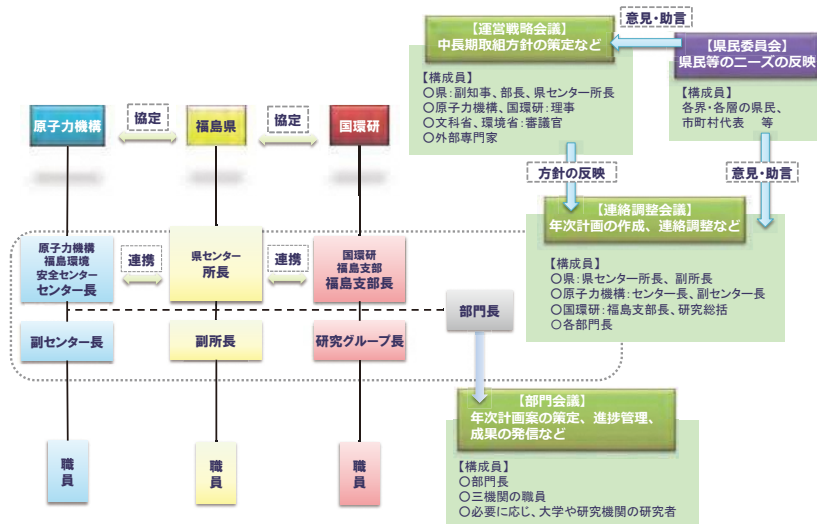 意見・助言
【運営戦略会議】
中長期取組方針の策定など
【県民委員会】
県民等のニーズの反映
【構成員】
○県:副知事、部長、県センター所長
○原子力機構、国環研:理事
○文科省、環境省:審議官
○外部専門家
【構成員】
各界・各層の県民、
市町村代表　等
原子力機構
協定
福島県
協定
国環研
方針の反映
意見・助言
【連絡調整会議】
年次計画の作成、連絡調整など
【構成員】
○県:県センター所長、副所長
○原子力機構:センター長、副センター長
○国環研:福島支部長、研究総括
○各部門長
原子力機構
福島環境
安全センター
センター長
連携
県センター
所長
連携
国環研
福島支部
福島支部長
部門長
副センター長
副所長
研究グループ長
【部門会議】
年次計画案の策定、進捗管理、
成果の発信など
【構成員】
○部門長
○三機関の職員
○必要に応じ、大学や研究機関の研究者
職員
職員
職員